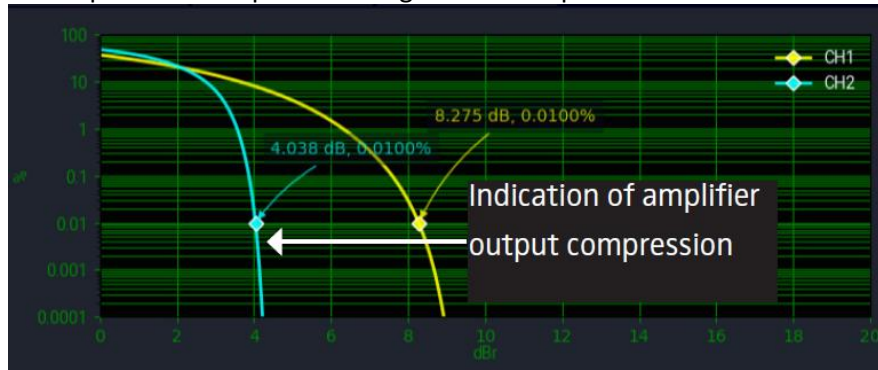 100
10
1
0.1
0.01
0.001
0.0001
%
0 2 4 6 8 10 12 14 16 18 20
dBr
CH1
CH2
8.275 dB, 0.0100%
4.038 dB, 0.0100%
Indication of amplifier
output compression